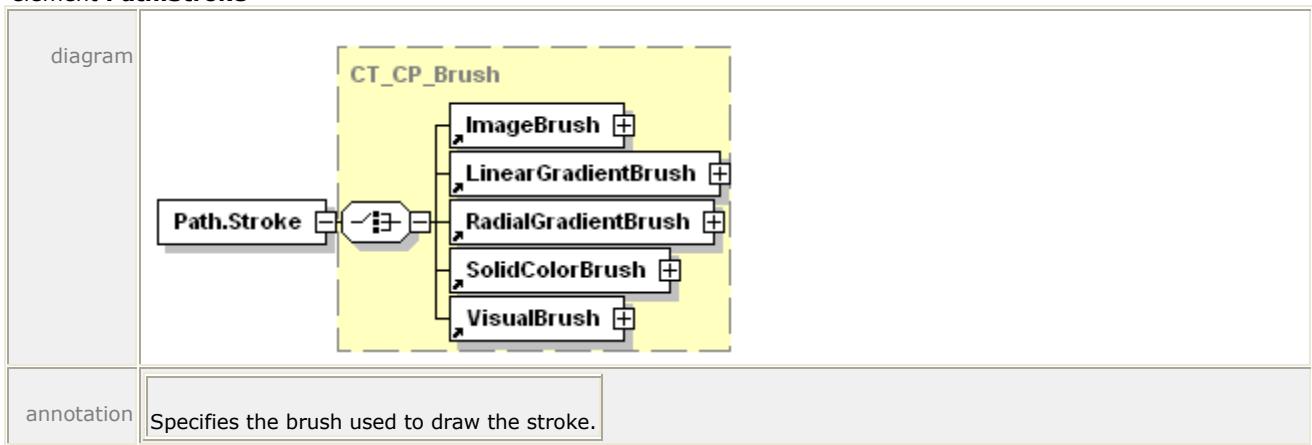 diagram
CT_CP_Brush
ImageBrush
LinearGradientBrush
Path.Stroke
RadialGradientBrush
SolidColorBrush
VisualBrush
annotation
Specifies the brush used to draw the stroke.